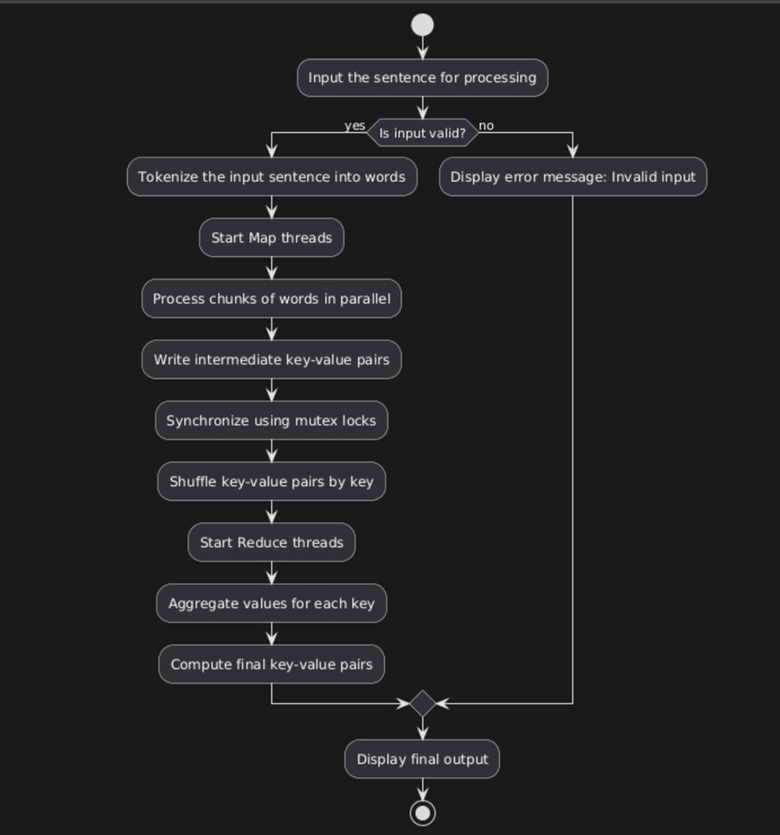 Input the sentence for processing
yes
Is input valid?
no
Tokenize the input sentence into words
Display error message: Invalid input
Start Map threads
Process chunks of words in parallel
Write intermediate key-value pairs
Synchronize using mutex locks
Shuffle key-value pairs by key
Start Reduce threads
Aggregate values for each key
Compute final key-value pairs
Display final output